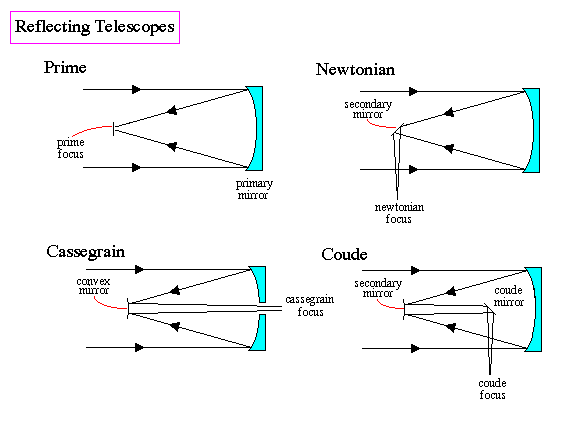 Reflecting Telescopes
Prime
prime
focus
primary
mirror
Newtonian
secondary
mirror
newtonian
focus
Cassegrain
convex
mirror
cassegrain
focus
Coude
secondary
mirror
coude
mirror
coude
focus